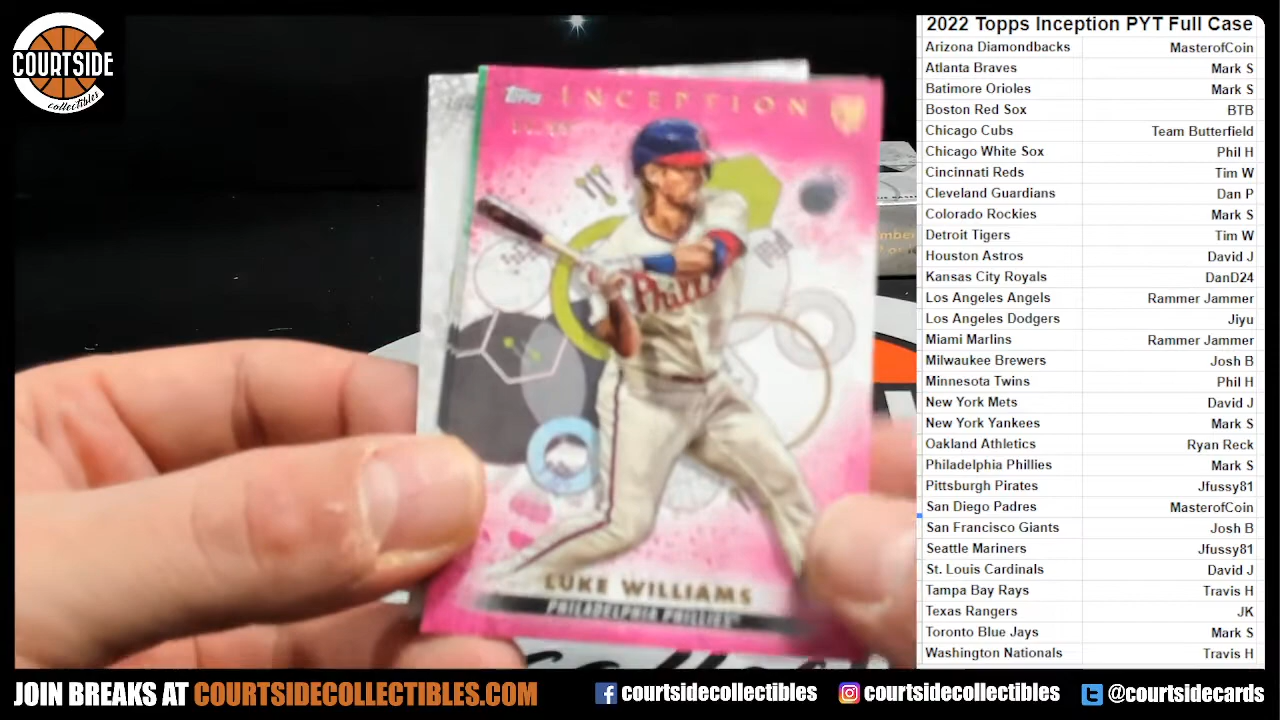 COURTSIDE
collectibles
Topps INCEPTION
LUKE WILLIAMS
PHILADELPHIA PHILLIES
2022 Topps Inception PYT Full Case
Arizona Diamondbacks MasterofCoin
Atlanta Braves Mark S
Batimore Orioles Mark S
Boston Red Sox BTB
Chicago Cubs Team Butterfield
Chicago White Sox Phil H
Cincinnati Reds Tim W
Cleveland Guardians Dan P
Colorado Rockies Mark S
Detroit Tigers Tim W
Houston Astros David J
Kansas City Royals DanD24
Los Angeles Angels Rammer Jammer
Los Angeles Dodgers Jiyu
Miami Marlins Rammer Jammer
Milwaukee Brewers Josh B
Minnesota Twins Phil H
New York Mets David J
New York Yankees Mark S
Oakland Athletics Ryan Reck
Philadelphia Phillies Mark S
Pittsburgh Pirates Jfussy81
San Diego Padres MasterofCoin
San Francisco Giants Josh B
Seattle Mariners Jfussy81
St. Louis Cardinals David J
Tampa Bay Rays Travis H
Texas Rangers JK
Toronto Blue Jays Mark S
Washington Nationals Travis H
JOIN BREAKS AT COURTSIDECOLLECTIBLES.COM
courtsidecollectibles courtsidecollectibles @courtsidecards